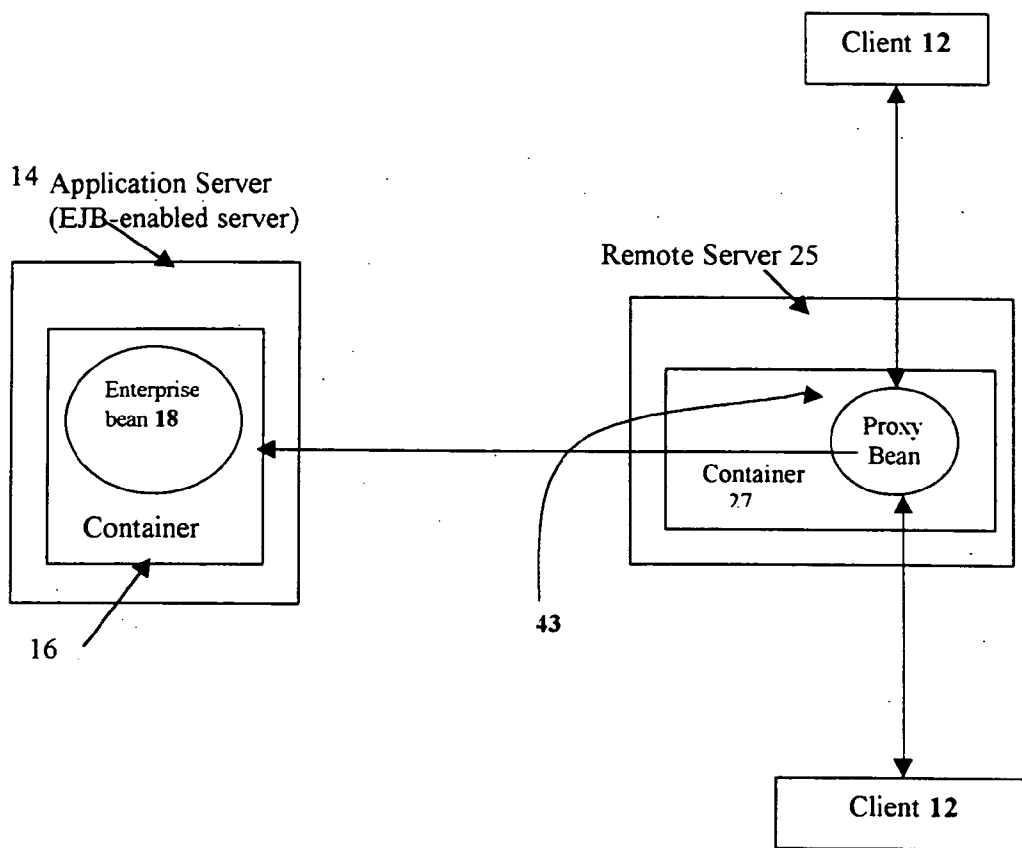 Client 12
14
Application Server
(EJB-enabled server)
Remote Server 25
Enterprise
bean 18
Proxy
Bean
Container
27
Container
43
16
Client 12